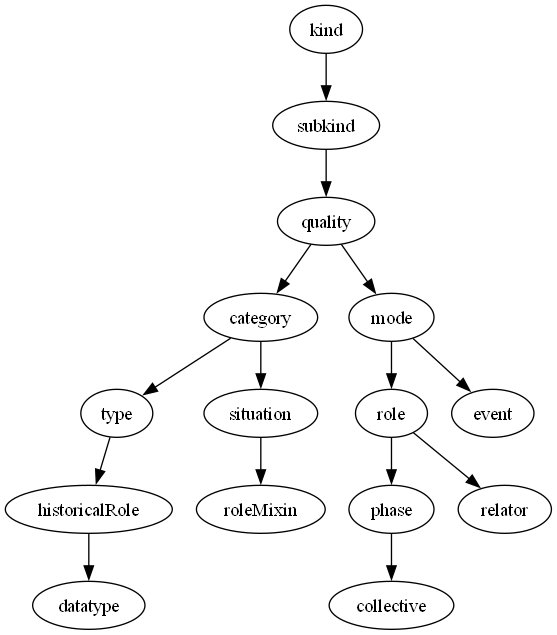 kind
subkind
quality
category
mode
type
situation
role
event
historicalRole
roleMixin
phase
relator
datatype
collective